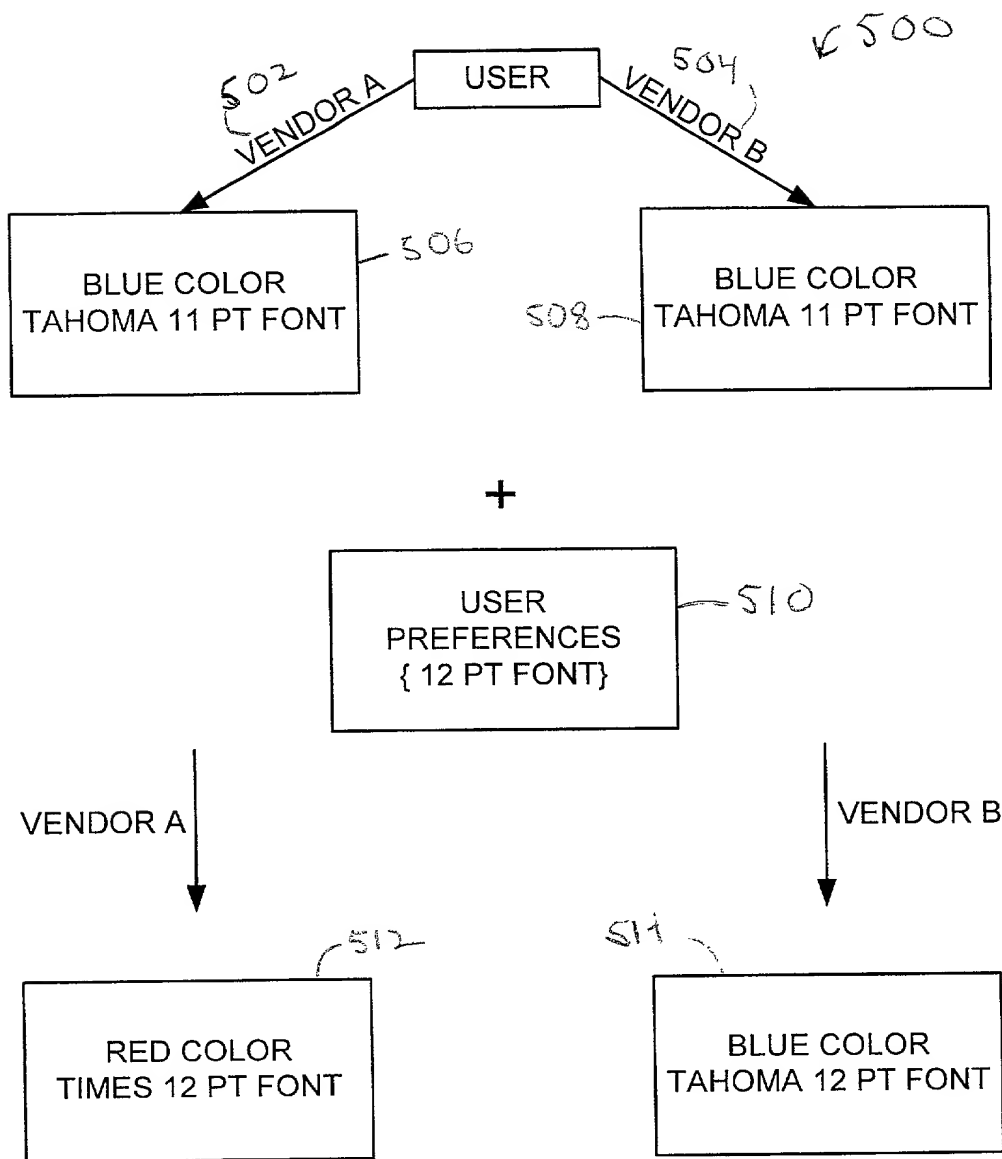 500
USER
502
504
VENDOR A
VENDOR B
BLUE COLOR
TAHOMA 11 PT FONT
506
508
BLUE COLOR
TAHOMA 11 PT FONT
+
USER
PREFERENCES
{ 12 PT FONT}
510
VENDOR A
VENDOR B
512
514
RED COLOR
TIMES 12 PT FONT
BLUE COLOR
TAHOMA 12 PT FONT